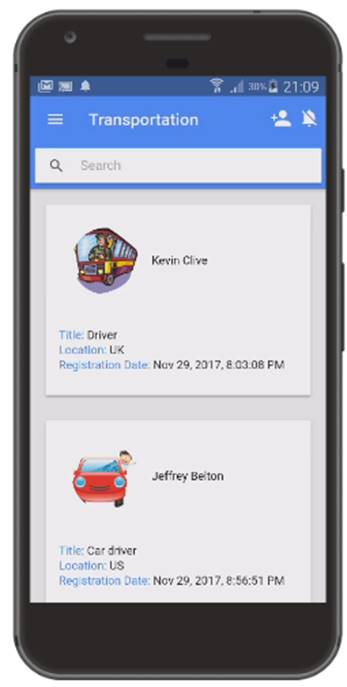 38% 21:09
Transportation
Search
Kevin Clive
Title: Driver
Location: UK
Registration Date: Nov 29, 2017, 8:03:08 PM
Jeffrey Belton
Title: Car driver
Location: US
Registration Date: Nov 29, 2017, 8:56:51 PM